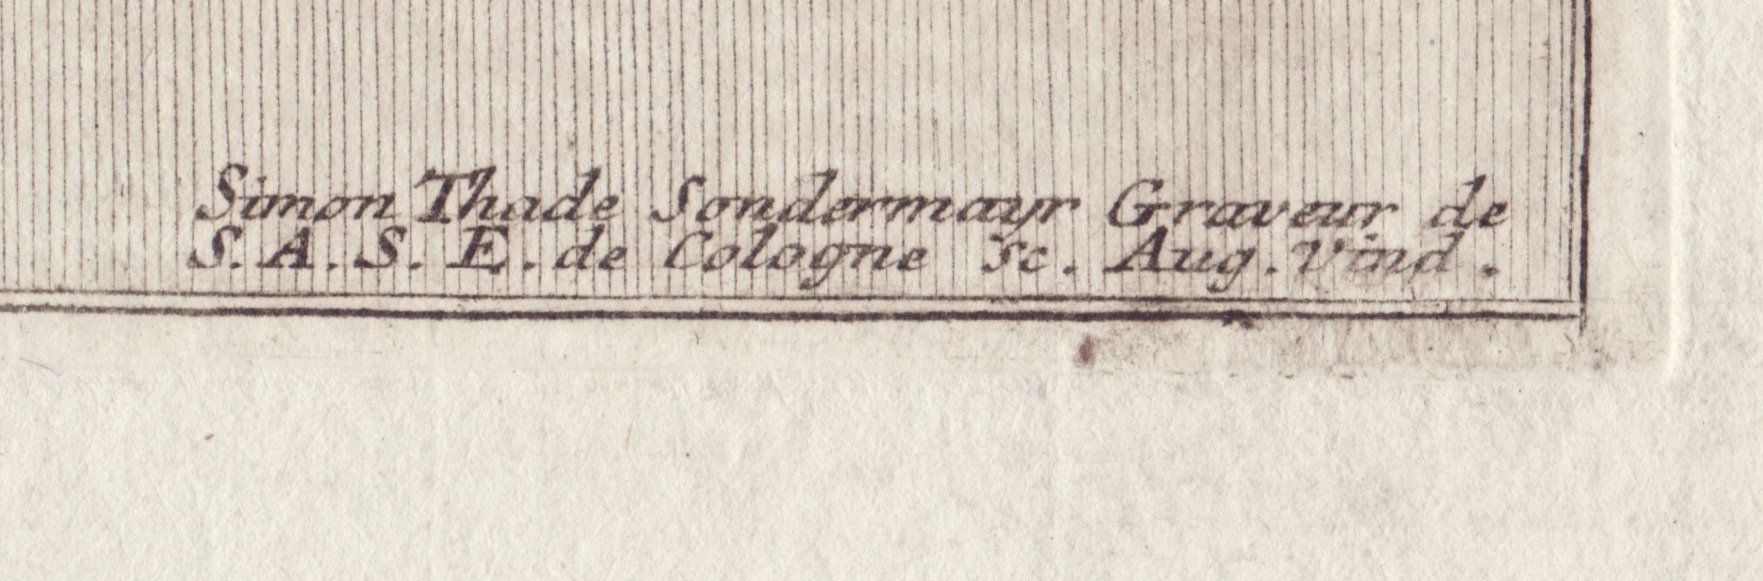 Simon Thade Sondermayr Graveur de
S. A. S. E. de Cologne sc. Aug. Vind.